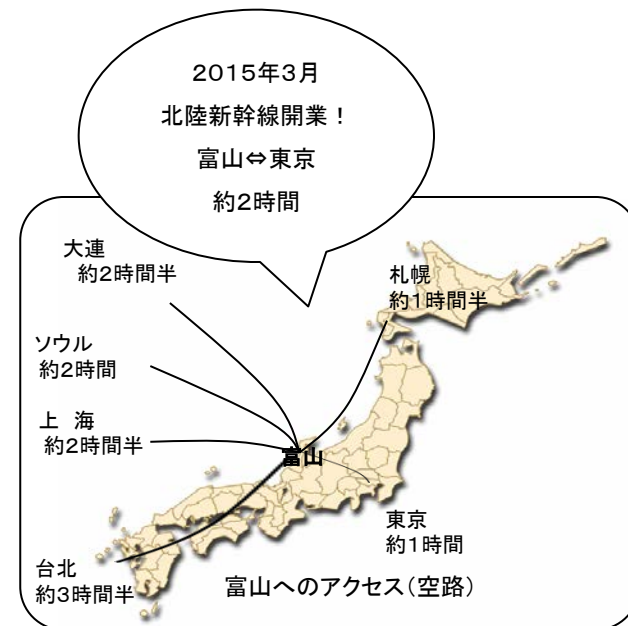 ２０１５年３月
北陸新幹線開業！
富山⇔東京
約２時間
大連
約２時間半
札幌
約１時間半
ソウル
約２時間
上　海
約２時間半
富山
東京
約１時間
台北
約３時間半
富山へのアクセス（空路）